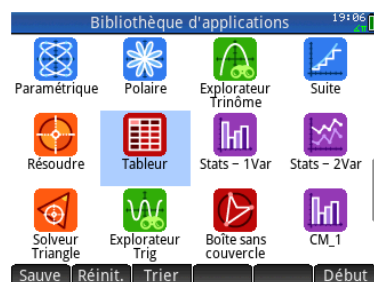 Bibliothèque d'applications 19:06
∠π
Paramétrique Polaire Explorateur Trinôme Suite
Résoudre Tableur Stats – 1Var Stats – 2Var
Solveur Triangle Explorateur Trig Boîte sans couvercle CM_1
Sauve Réinit. Trier Début